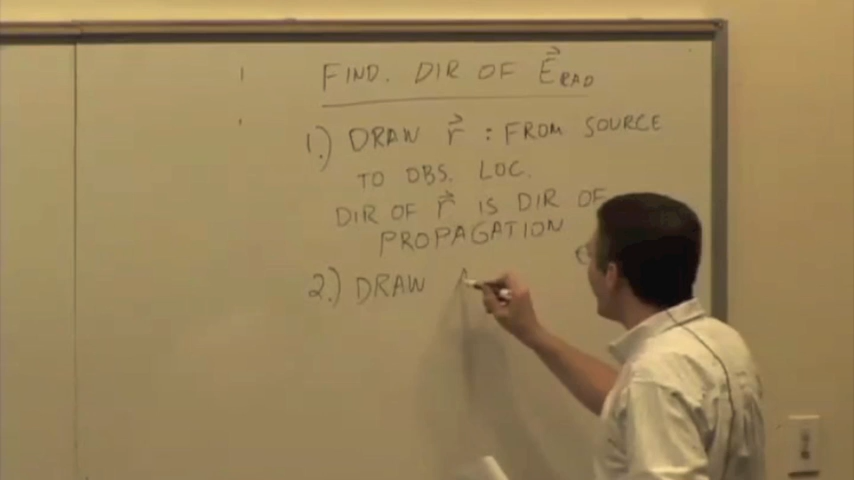 FIND. DIR OF E⃗RAD
1.) DRAW r⃗ : FROM SOURCE
TO OBS. LOC.
DIR OF r⃗ IS DIR OF
PROPAGATION
2.) DRAW